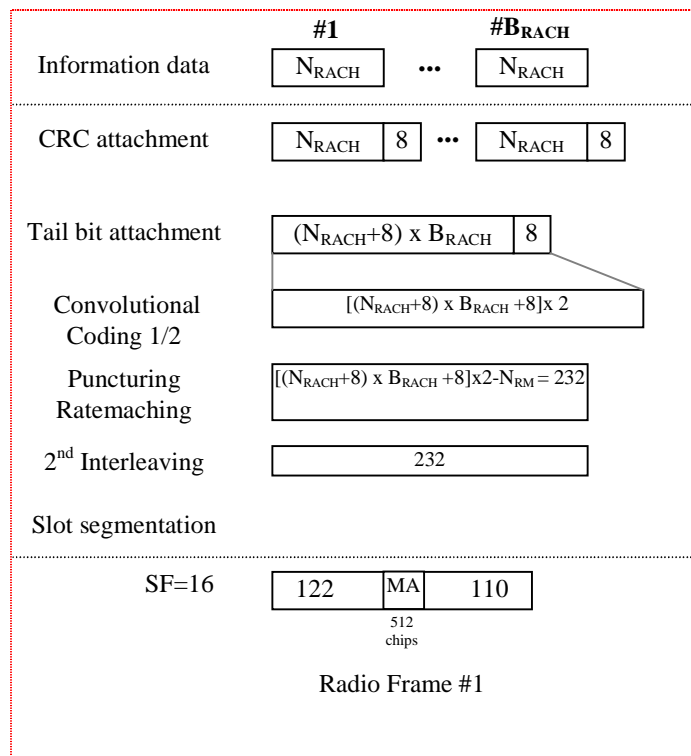 #1 #B_RACH
Information data N_RACH ... N_RACH
CRC attachment N_RACH 8 ... N_RACH 8
Tail bit attachment (N_RACH+8) x B_RACH 8
Convolutional
Coding 1/2
[(N_RACH+8) x B_RACH +8]x 2
Puncturing
Ratemaching
[(N_RACH+8) x B_RACH +8]x2-N_RM = 232
2nd Interleaving 232
Slot segmentation
SF=16 122 MA 110
512
chips
Radio Frame #1